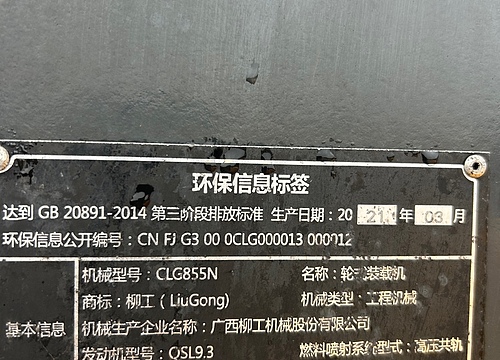 环保信息标签
达到 GB 20891-2014 第三阶段排放标准 生产日期：20 21 年 03 月
环保信息公开编号：CN FJ G3 00 0CLG000013 000012
机械型号：CLG855N 名称：轮式装载机
商标：柳工（LiuGong) 机械类型：工程机械
基本信息 机械生产企业名称：广西柳工机械股份有限公司
发动机型号：QSL9.3 燃料喷射系统型式：高压共轨